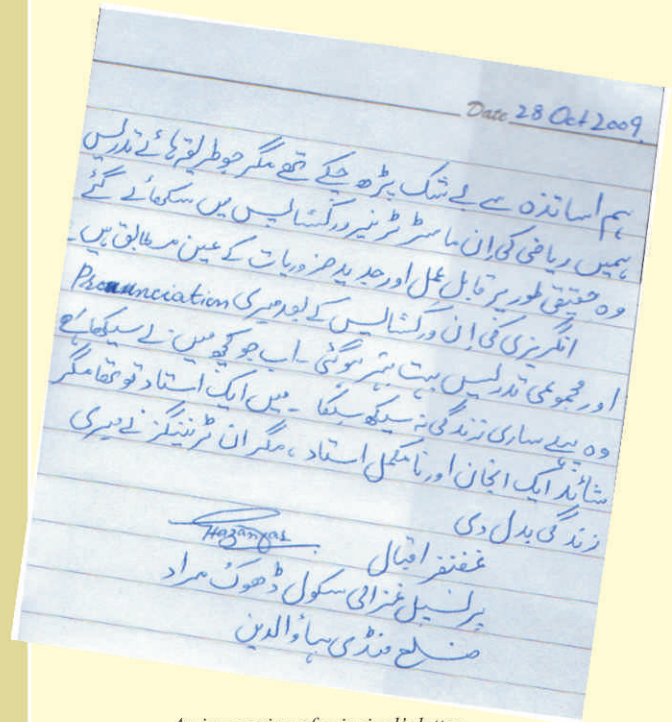 Date 28 Oct 2009
ہم اساتذہ سے بے شک پڑھ چکے تھے مگر جو طریقہ ہائے تدریس
ہمیں ریاضی کی اِن ماسٹر ٹرینیر ورکشاپس میں سکھائے گئے
وہ حقیقی طور پر قابل عمل اور جدید ضروریات کے عین مطابق ہیں۔
انگریزی کی اِن ورکشاپس کے بعد میری Pronunciation
اور مجموعی تدریس بہت بہتر ہو گئی۔ اب جو کچھ میں نے سیکھا ہے
وہ پہلے ساری زندگی نہ سیکھ سکا۔ میں ایک استاد تو تھا مگر
شائد ایک انجان اور نامکمل استاد، مگر ان ٹریننگز نے میری
زندگی بدل دی
غضنفر اقبال
پرنسپل غزالی سکول ڈھوک مراد
ضلع منڈی بہاؤالدین